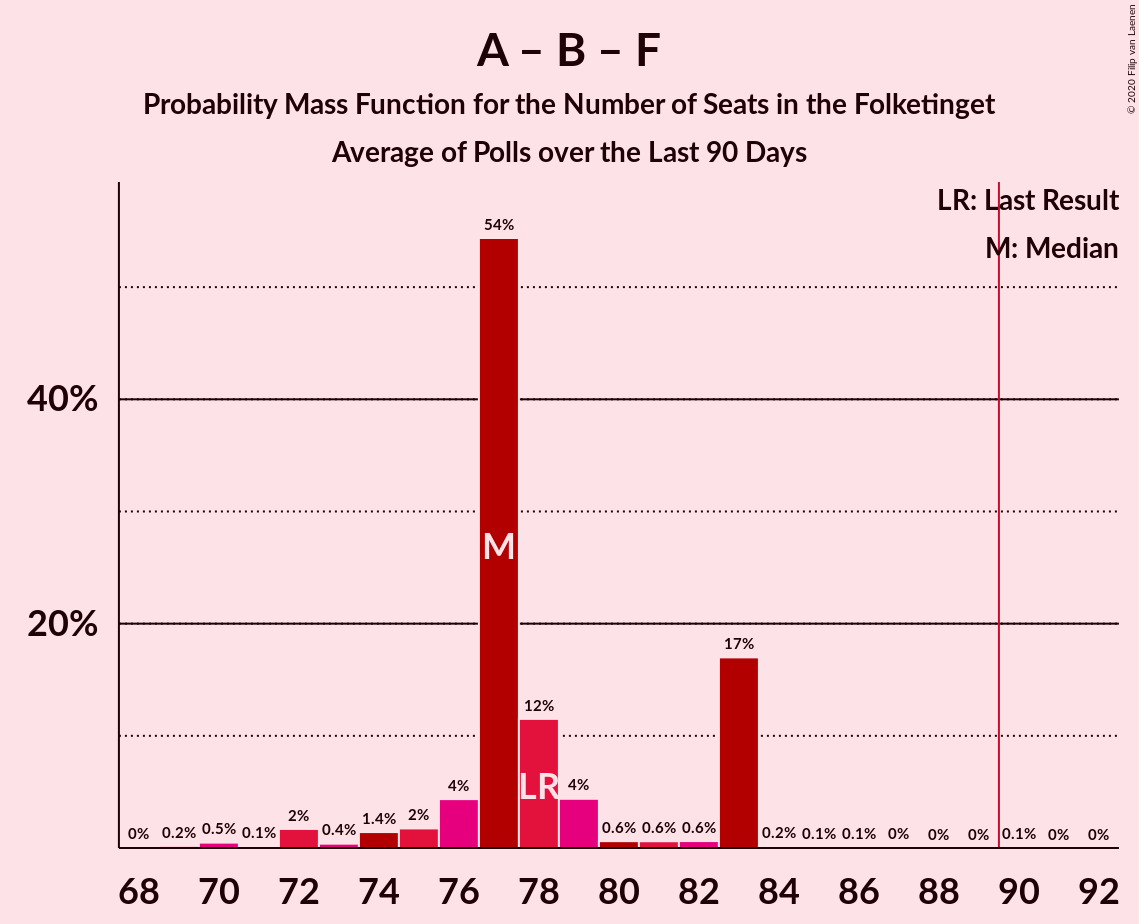 A – B – F
Probability Mass Function for the Number of Seats in the Folketinget
Average of Polls over the Last 90 Days
© 2020 Filip van Laenen
LR: Last Result
M: Median
40%
20%
0% 0.2% 0.5% 0.1% 2% 0.4% 1.4% 2% 4% 54% 12% 4% 0.6% 0.6% 0.6% 17% 0.2% 0.1% 0.1% 0% 0% 0% 0.1% 0% 0%
M
LR
68 70 72 74 76 78 80 82 84 86 88 90 92